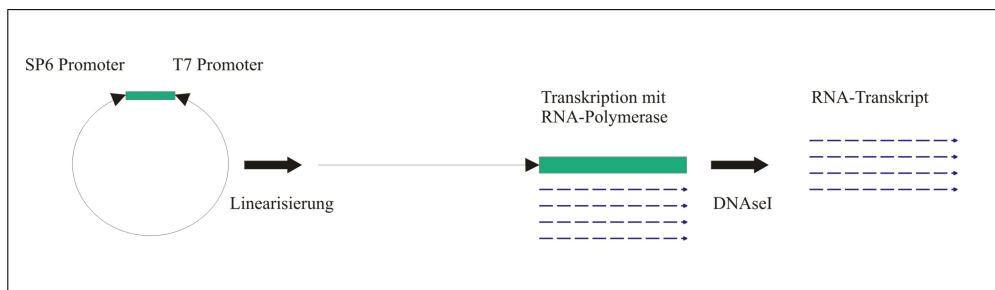 SP6 Promoter
T7 Promoter
Linearisierung
Transkription mit
RNA-Polymerase
DNAseI
RNA-Transkript